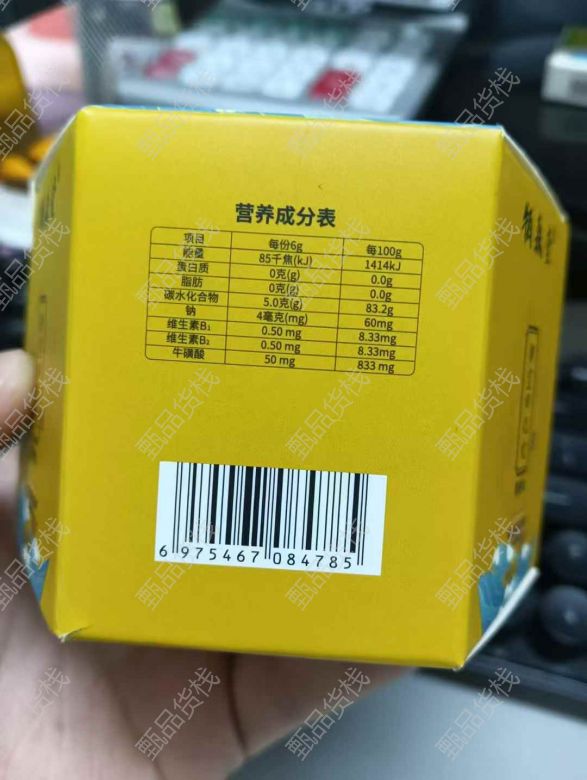 营养成分表
项目 每份6g 每100g
能量 85千焦(kJ) 1414kJ
蛋白质 0克(g) 0.0g
脂肪 0克(g) 0.0g
碳水化合物 5.0克(g) 83.2g
钠 4毫克(mg) 60mg
维生素B₁ 0.50 mg 8.33mg
维生素B₂ 0.50 mg 8.33mg
牛磺酸 50 mg 833 mg
6 975467 084785
甄品货栈